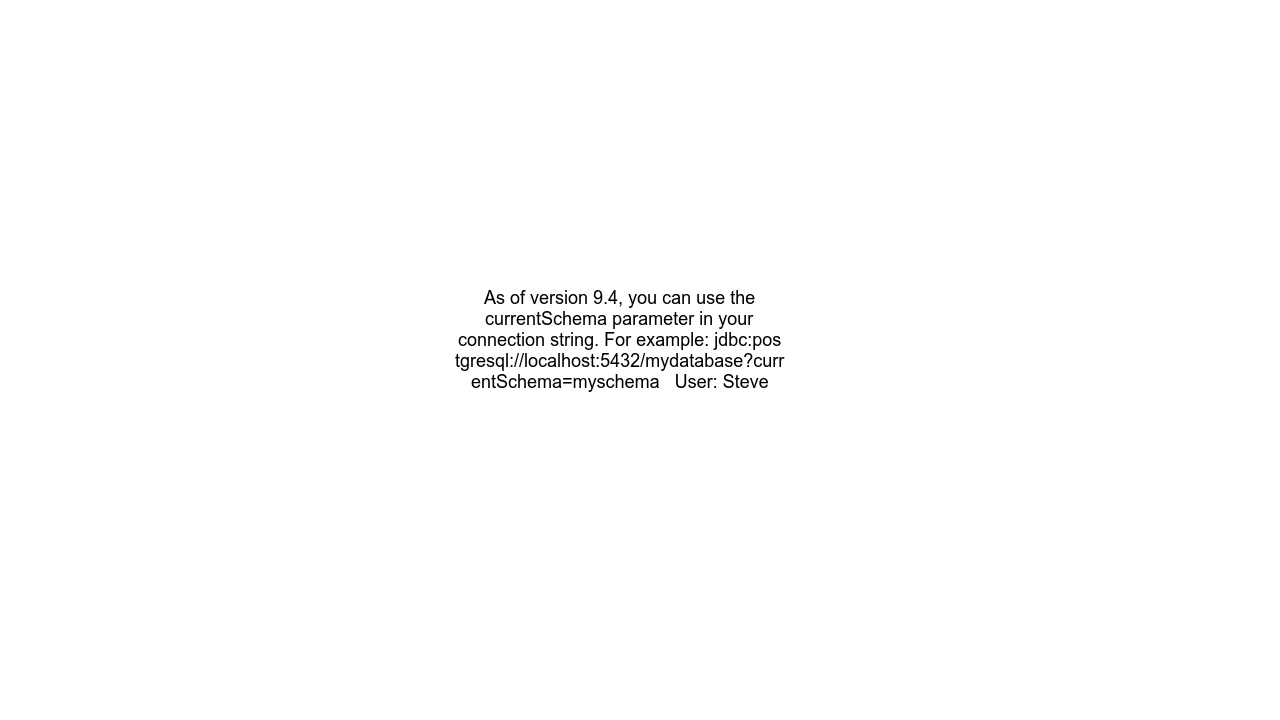 As of version 9.4, you can use the
currentSchema parameter in your
connection string. For example: jdbc:pos
tgresql://localhost:5432/mydatabase?curr
entSchema=myschema   User: Steve